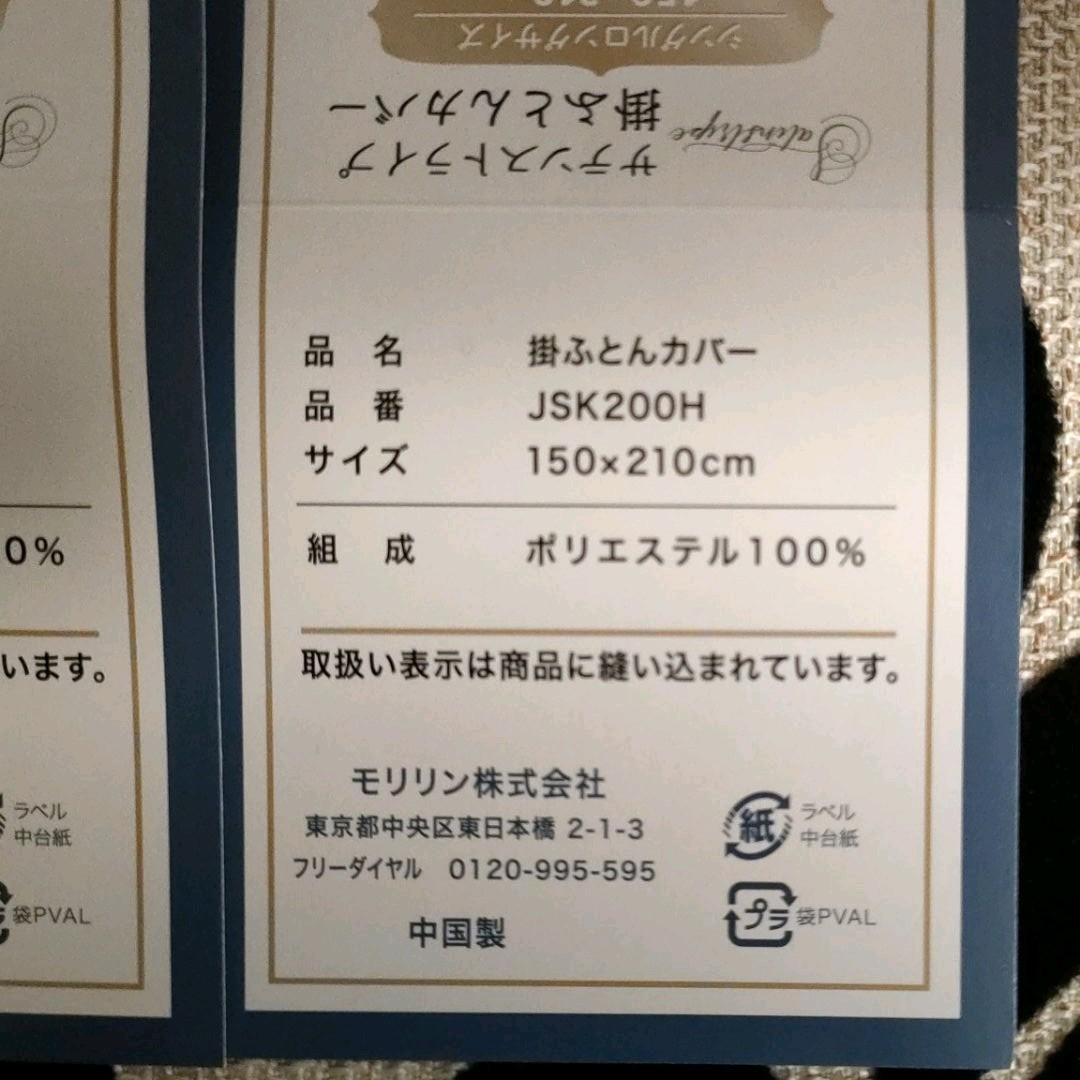 シングルロングサイズ
サテンストライプ
掛ふとんカバー
品 名 掛ふとんカバー
品 番 JSK200H
サイズ 150×210cm
組 成 ポリエステル100%
取扱い表示は商品に縫い込まれています。
モリリン株式会社
東京都中央区東日本橋 2-1-3
フリーダイヤル 0120-995-595
中国製
紙 ラベル
中台紙
プラ 袋PVAL
0%
います。
ラベル
中台紙
袋PVAL